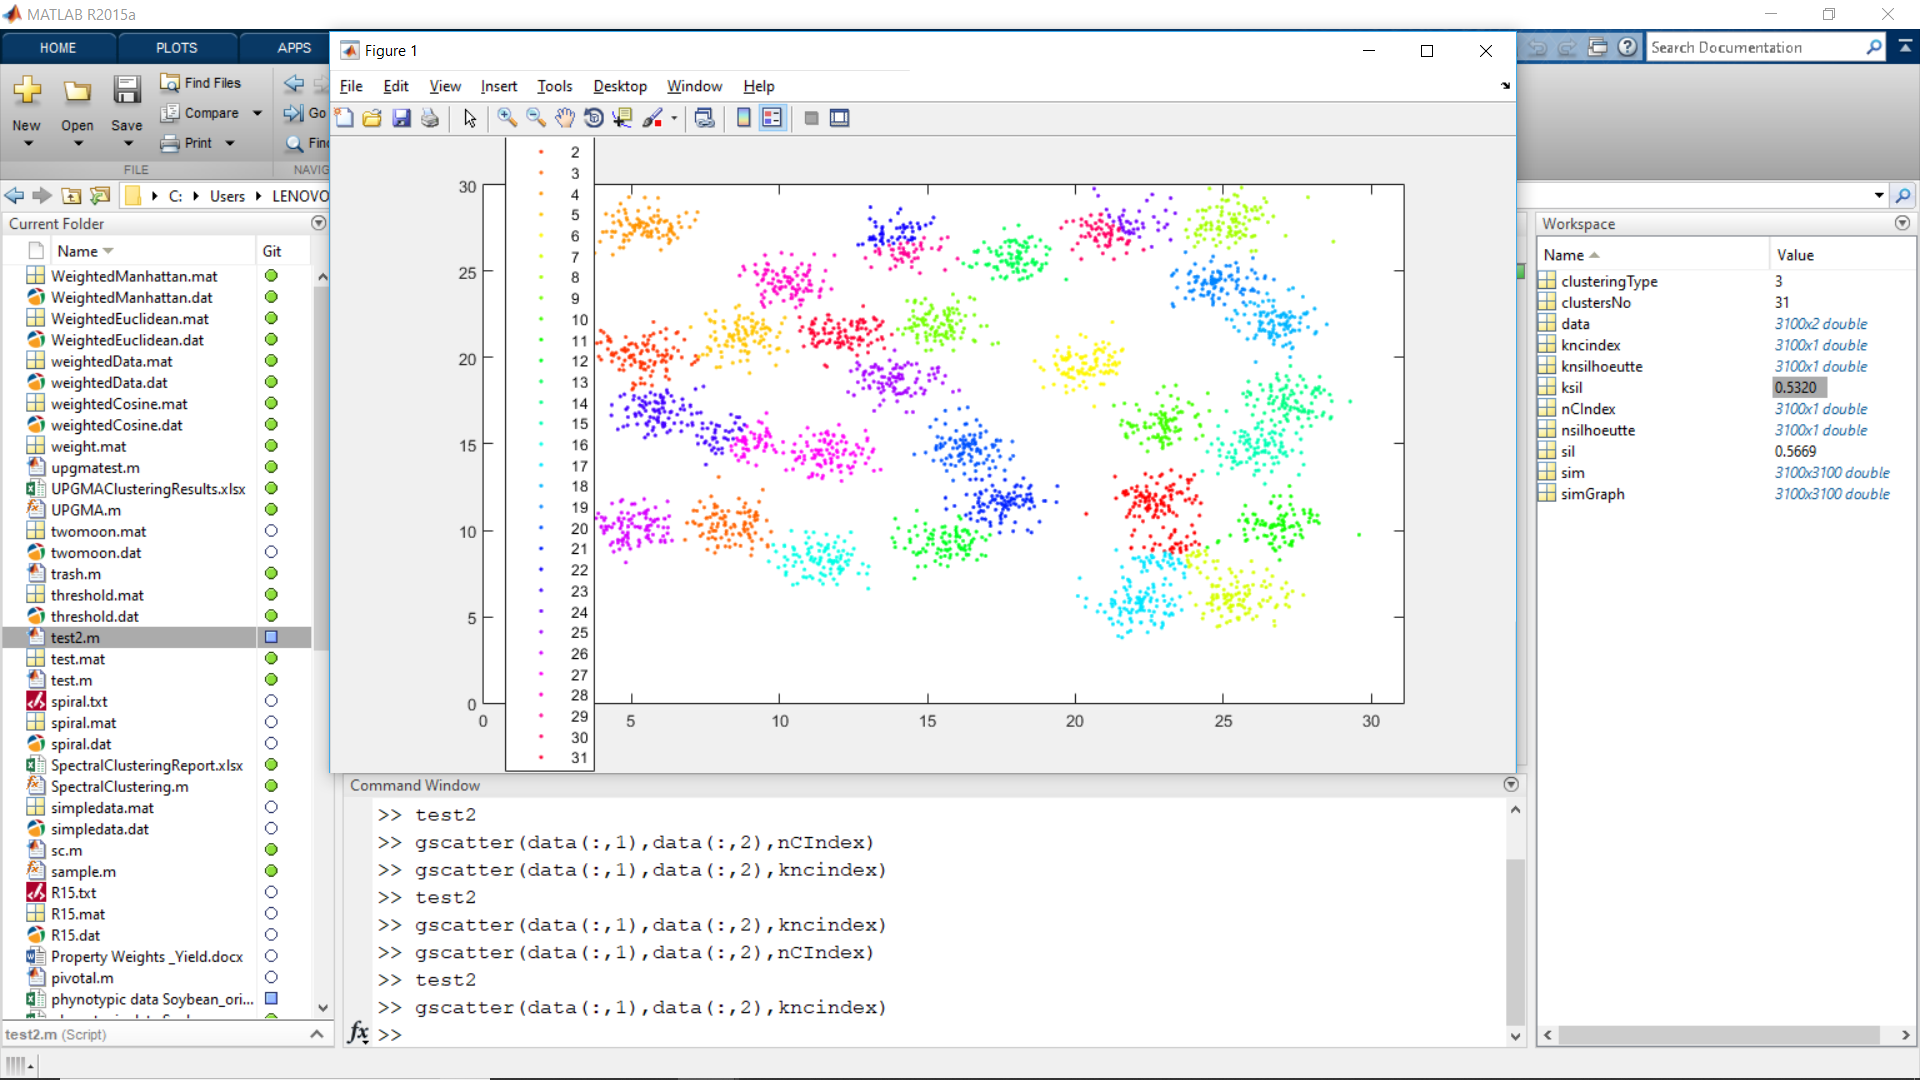 MATLAB R2015a
HOME PLOTS APPS
Search Documentation
New Open Save
Find Files
Compare
Print
Go
FILE
C: Users LENOVO
Current Folder
Name Git
WeightedManhattan.mat
WeightedManhattan.dat
WeightedEuclidean.mat
WeightedEuclidean.dat
weightedData.mat
weightedData.dat
weightedCosine.mat
weightedCosine.dat
weight.mat
upgmatest.m
UPGMAClusteringResults.xlsx
UPGMA.m
twomoon.mat
twomoon.dat
trash.m
threshold.mat
threshold.dat
test2.m
test.mat
test.m
spiral.txt
spiral.mat
spiral.dat
SpectralClusteringReport.xlsx
SpectralClustering.m
simpledata.mat
simpledata.dat
sc.m
sample.m
R15.txt
R15.mat
R15.dat
Property Weights _Yield.docx
pivotal.m
phynotypic data Soybean_ori...
test2.m (Script)
Figure 1
File Edit View Insert Tools Desktop Window Help
2
3
4
5
6
7
8
9
10
11
12
13
14
15
16
17
18
19
20
21
22
23
24
25
26
27
28
29
30
31
30
25
20
15
10
5
0
0 5 10 15 20 25 30
Command Window
>> test2
>> gscatter(data(:,1),data(:,2),nCIndex)
>> gscatter(data(:,1),data(:,2),kncindex)
>> test2
>> gscatter(data(:,1),data(:,2),kncindex)
>> gscatter(data(:,1),data(:,2),nCIndex)
>> test2
>> gscatter(data(:,1),data(:,2),kncindex)
fx >>
Workspace
Name Value
clusteringType 3
clustersNo 31
data 3100x2 double
kncindex 3100x1 double
knsilhoeutte 3100x1 double
ksil 0.5320
nCIndex 3100x1 double
nsilhoeutte 3100x1 double
sil 0.5669
sim 3100x3100 double
simGraph 3100x3100 double